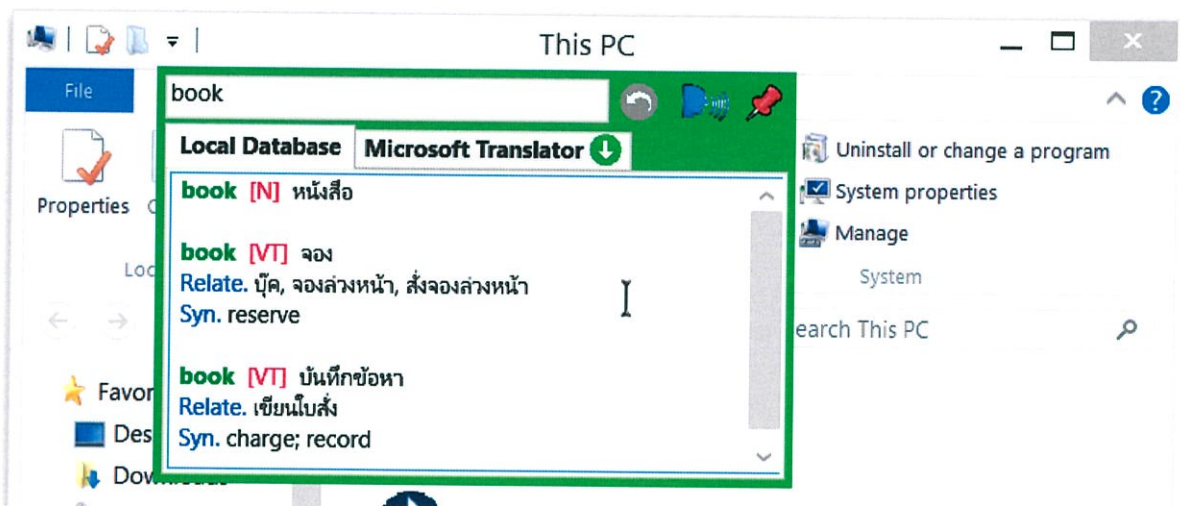 This PC
File
book
Local Database
Microsoft Translator
book [N] หนังสือ
book [VT] จอง
Relate. บุ๊ค, จองล่วงหน้า, สั่งจองล่วงหน้า
Syn. reserve
book [VT] บันทึกข้อหา
Relate. เขียนใบสั่ง
Syn. charge; record
Properties
Loc
Uninstall or change a program
System properties
Manage
System
earch This PC
Favor
Des